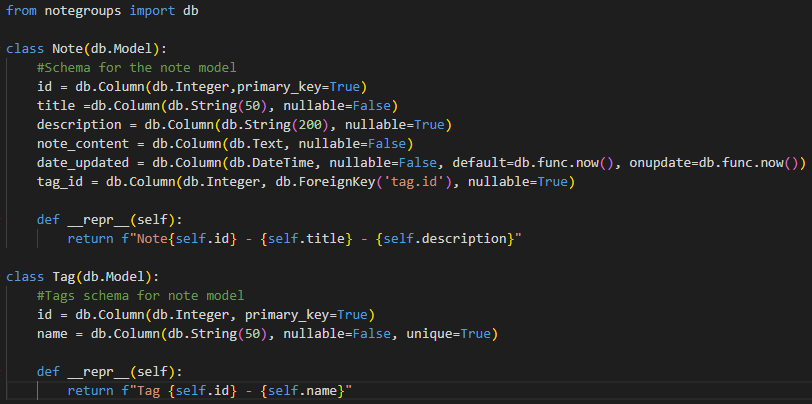 from notegroups import db

class Note(db.Model):
    #Schema for the note model
    id = db.Column(db.Integer,primary_key=True)
    title =db.Column(db.String(50), nullable=False)
    description = db.Column(db.String(200), nullable=True)
    note_content = db.Column(db.Text, nullable=False)
    date_updated = db.Column(db.DateTime, nullable=False, default=db.func.now(), onupdate=db.func.now())
    tag_id = db.Column(db.Integer, db.ForeignKey('tag.id'), nullable=True)

    def __repr__(self):
        return f"Note{self.id} - {self.title} - {self.description}"

class Tag(db.Model):
    #Tags schema for note model
    id = db.Column(db.Integer, primary_key=True)
    name = db.Column(db.String(50), nullable=False, unique=True)

    def __repr__(self):
        return f"Tag {self.id} - {self.name}"